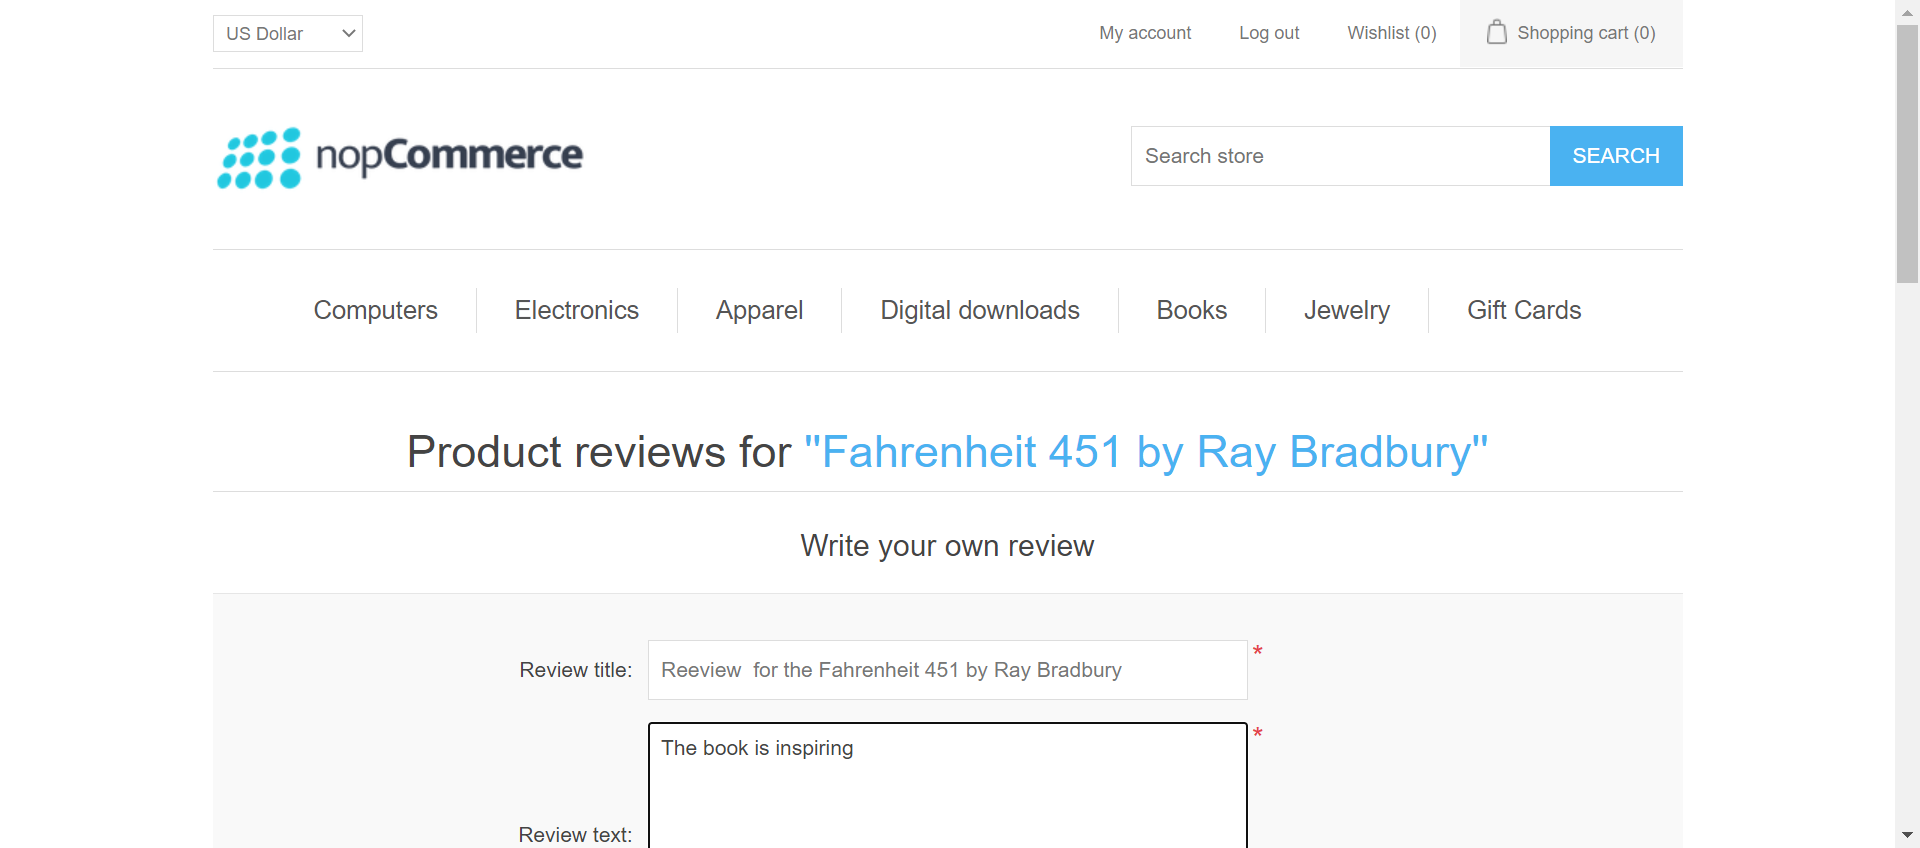 US Dollar
My account
Log out
Wishlist (0)
Shopping cart (0)
nopCommerce
Search store
SEARCH
Computers
Electronics
Apparel
Digital downloads
Books
Jewelry
Gift Cards
Product reviews for "Fahrenheit 451 by Ray Bradbury"
Write your own review
Review title:
Reeview  for the Fahrenheit 451 by Ray Bradbury
*
The book is inspiring
*
Review text: